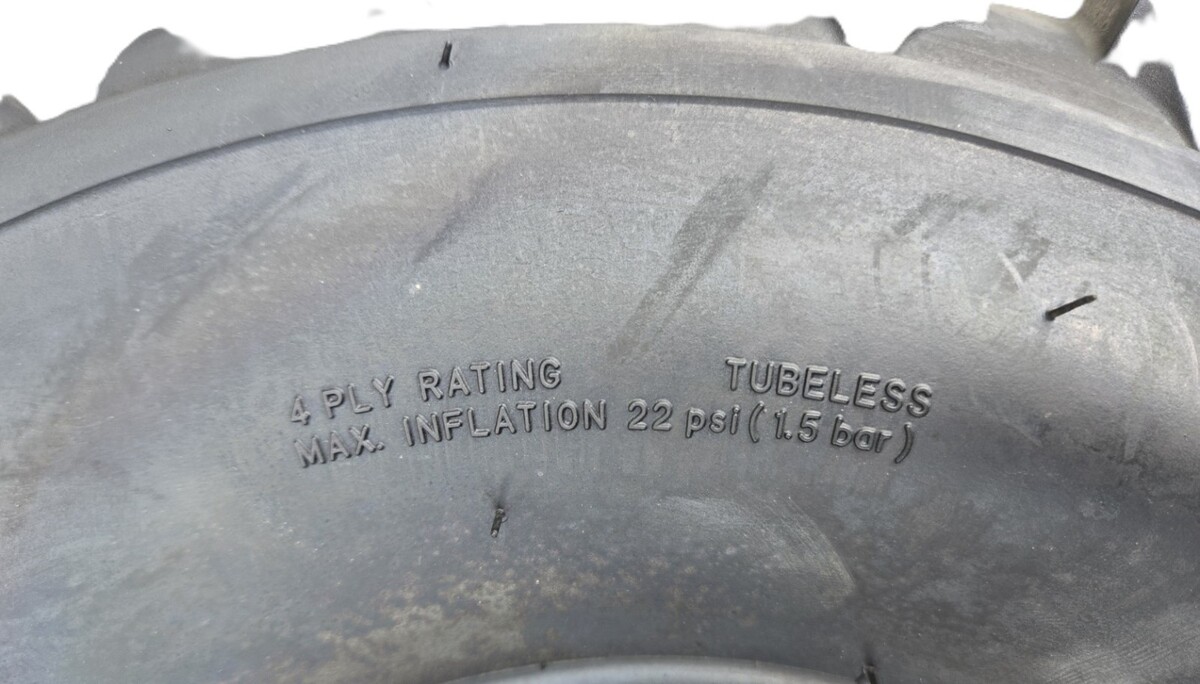 4 PLY RATING TUBELESS
MAX. INFLATION 22 psi ( 1.5 bar )